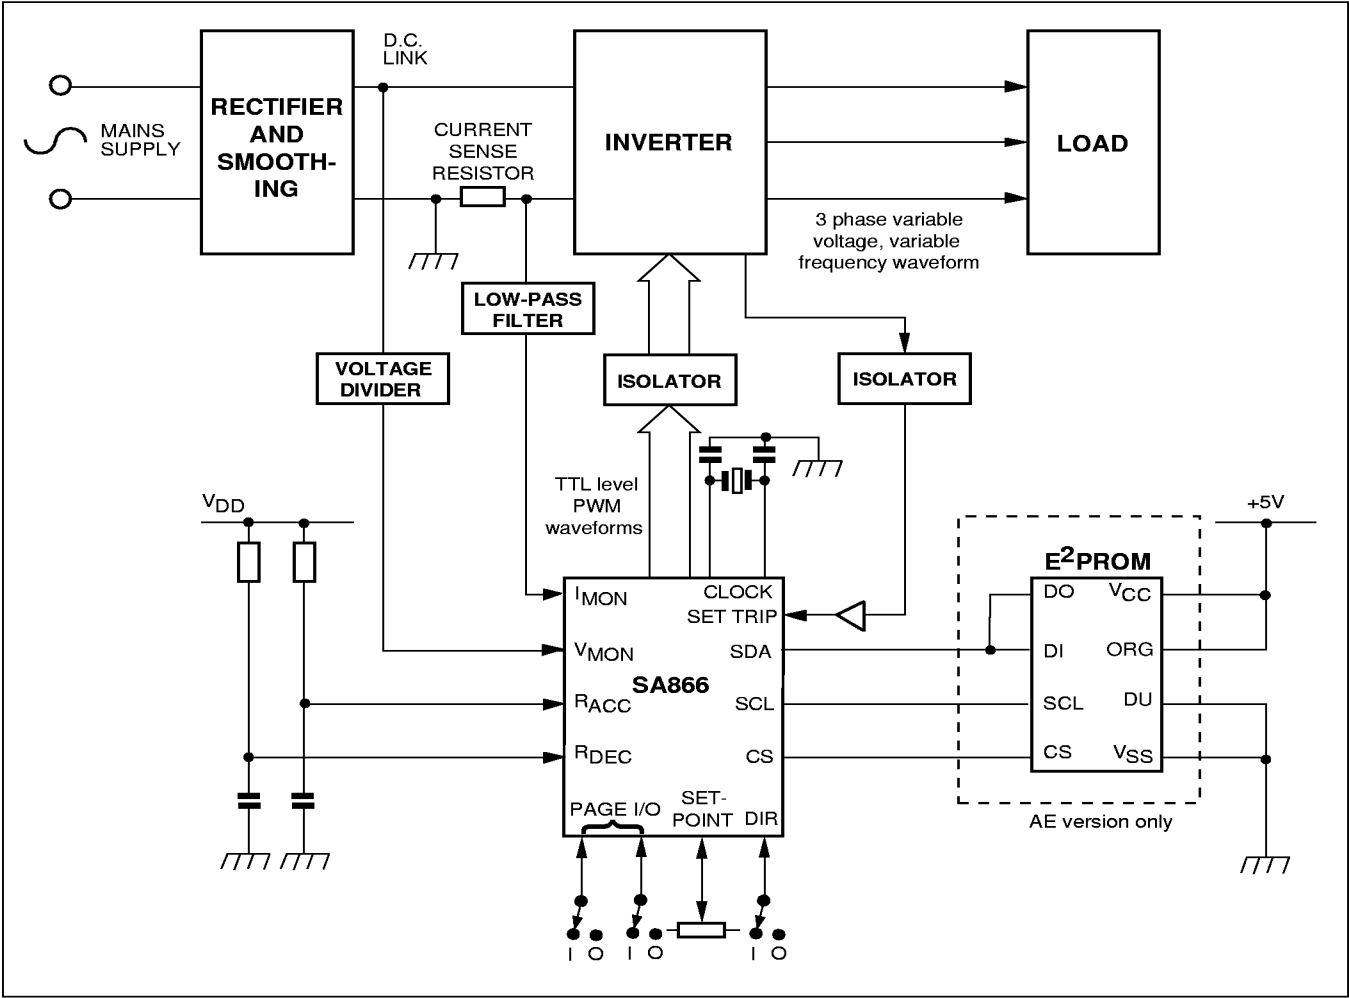 D.C.
LINK
RECTIFIER
AND
SMOOTH-
ING
MAINS
SUPPLY
CURRENT
SENSE
RESISTOR
INVERTER
LOAD
3 phase variable
voltage, variable
frequency waveform
LOW-PASS
FILTER
VOLTAGE
DIVIDER
ISOLATOR
ISOLATOR
TTL level
PWM
waveforms
VDD
+5V
E2PROM
IMON
VMON
RACC
RDEC
CLOCK
SET TRIP
SDA
SA866
SCL
CS
PAGE I/O
SET-
POINT
DIR
DO
DI
SCL
CS
VCC
ORG
DU
VSS
AE version only
I O
I O
I O